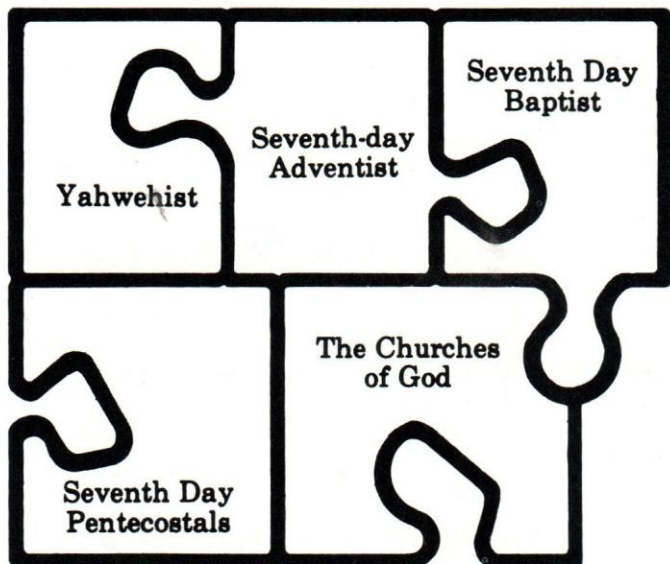 Seventh Day
Baptist
Seventh-day
Adventist
Yahwehist
The Churches
of God
Seventh Day
Pentecostals